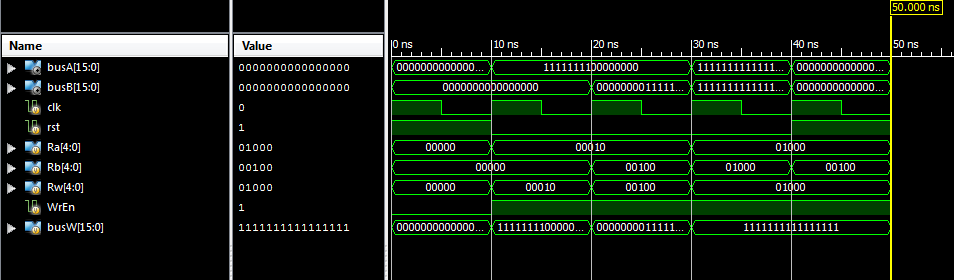 50.000 ns
Name Value 0 ns 10 ns 20 ns 30 ns 40 ns 50 ns
busA[15:0] 0000000000000000 0000000000000... 1111111100000000 1111111111111... 0000000000000...
busB[15:0] 0000000000000000 0000000000000000 0000000011111... 1111111111111... 0000000000000...
clk 0
rst 1
Ra[4:0] 01000 00000 00010 01000
Rb[4:0] 00100 00000 00100 01000 00100
Rw[4:0] 01000 00000 00010 00100 01000
WrEn 1
busW[15:0] 1111111111111111 0000000000000... 1111111100000... 0000000011111... 1111111111111111